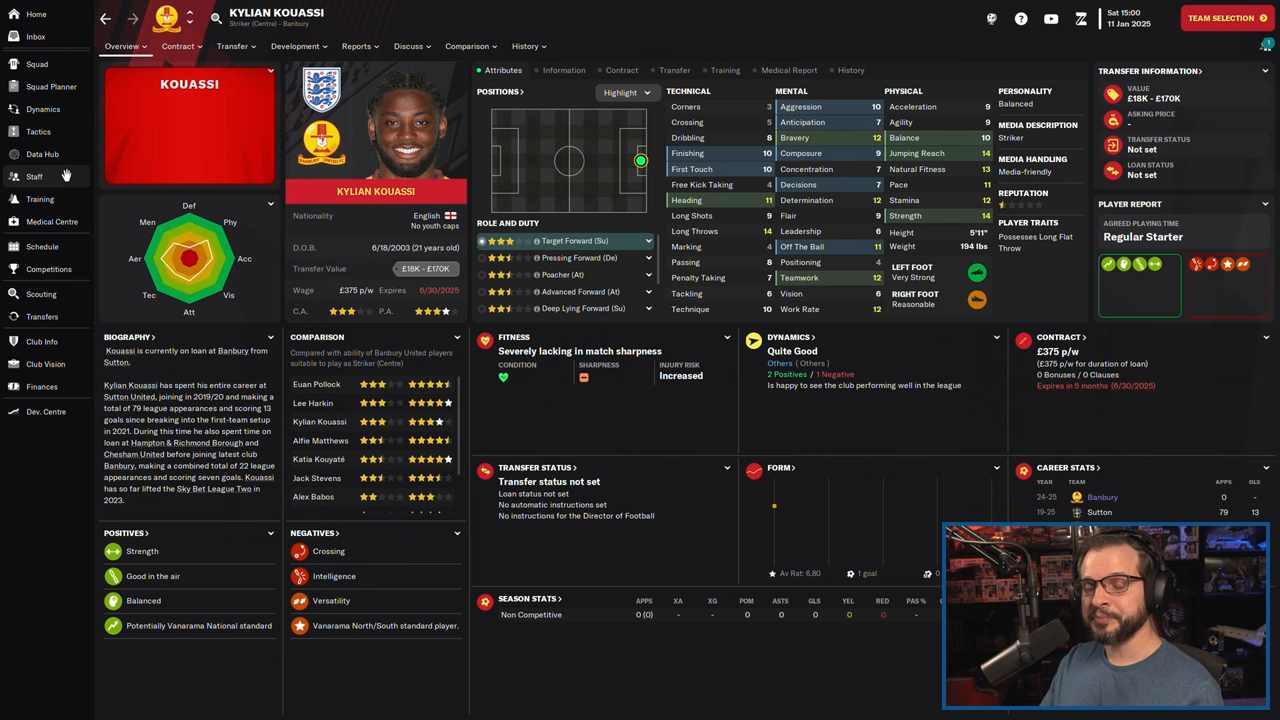 Home
Inbox
Squad
Squad Planner
Dynamics
Tactics
Data Hub
Staff
Training
Medical Centre
Schedule
Competitions
Scouting
Transfers
Club Info
Club Vision
Finances
Dev. Centre
KYLIAN KOUASSI
Striker (Centre) - Banbury
Sat 15:00
11 Jan 2025
TEAM SELECTION
Overview
Contract
Transfer
Development
Reports
Discuss
Comparison
History
1
KOUASSI
Def
Phy
Acc
Vis
Att
Tec
Aer
Men
KYLIAN KOUASSI
Nationality English
No youth caps
D.O.B. 6/18/2003 (21 years old)
Transfer Value £18K - £170K
Wage £375 p/w Expires 6/30/2025
C.A. P.A.
Attributes
Information
Contract
Transfer
Training
Medical Report
History
POSITIONS >
Highlight
ROLE AND DUTY
Target Forward (Su)
Pressing Forward (De)
Poacher (At)
Advanced Forward (At)
Deep Lying Forward (Su)
TECHNICAL
Corners 3
Crossing 5
Dribbling 8
Finishing 10
First Touch 10
Free Kick Taking 4
Heading 11
Long Shots 9
Long Throws 14
Marking 4
Passing 8
Penalty Taking 7
Tackling 6
Technique 10
MENTAL
Aggression 10
Anticipation 7
Bravery 12
Composure 9
Concentration 7
Decisions 7
Determination 12
Flair 9
Leadership 6
Off The Ball 11
Positioning 4
Teamwork 12
Vision 6
Work Rate 12
PHYSICAL
Acceleration 9
Agility 9
Balance 10
Jumping Reach 14
Natural Fitness 13
Pace 11
Stamina 12
Strength 14
Height 5'11"
Weight 194 lbs
LEFT FOOT
Very Strong
RIGHT FOOT
Reasonable
PERSONALITY
Balanced
MEDIA DESCRIPTION
Striker
MEDIA HANDLING
Media-friendly
REPUTATION
PLAYER TRAITS
Possesses Long Flat
Throw
TRANSFER INFORMATION >
VALUE
£18K - £170K
ASKING PRICE
-
TRANSFER STATUS
Not set
LOAN STATUS
Not set
PLAYER REPORT
AGREED PLAYING TIME
Regular Starter
BIOGRAPHY >
Kouassi is currently on loan at Banbury from
Sutton.
Kylian Kouassi has spent his entire career at
Sutton United, joining in 2019/20 and making a
total of 79 league appearances and scoring 13
goals since breaking into the first-team setup
in 2021. During this time he also spent time on
loan at Hampton & Richmond Borough and
Chesham United before joining latest club
Banbury, making a combined total of 22 league
appearances and scoring seven goals. Kouassi
has so far lifted the Sky Bet League Two in
2023.
COMPARISON
Compared with ability of Banbury United players
suitable to play as Striker (Centre)
Euan Pollock
Lee Harkin
Kylian Kouassi
Alfie Matthews
Katia Kouyaté
Jack Stevens
Alex Babos
FITNESS
Severely lacking in match sharpness
CONDITION
SHARPNESS
INJURY RISK
Increased
DYNAMICS
Quite Good
Others ( Others )
2 Positives / 1 Negative
Is happy to see the club performing well in the league
CONTRACT >
£375 p/w
(£375 p/w for duration of loan)
0 Bonuses / 0 Clauses
Expires in 5 months (6/30/2025)
TRANSFER STATUS >
Transfer status not set
Loan status not set
No automatic instructions set
No instructions for the Director of Football
FORM >
Av Rat: 6.80
1 goal
0
CAREER STATS >
YEAR TEAM APPS GLS
24-25 Banbury 0 -
19-25 Sutton 79 13
POSITIVES >
Strength
Good in the air
Balanced
Potentially Vanarama National standard
NEGATIVES >
Crossing
Intelligence
Versatility
Vanarama North/South standard player.
SEASON STATS >
APPS XA XG POM ASTS GLS YEL RED PAS %
Non Competitive 0 (0) - - 0 0 0 0 0 -